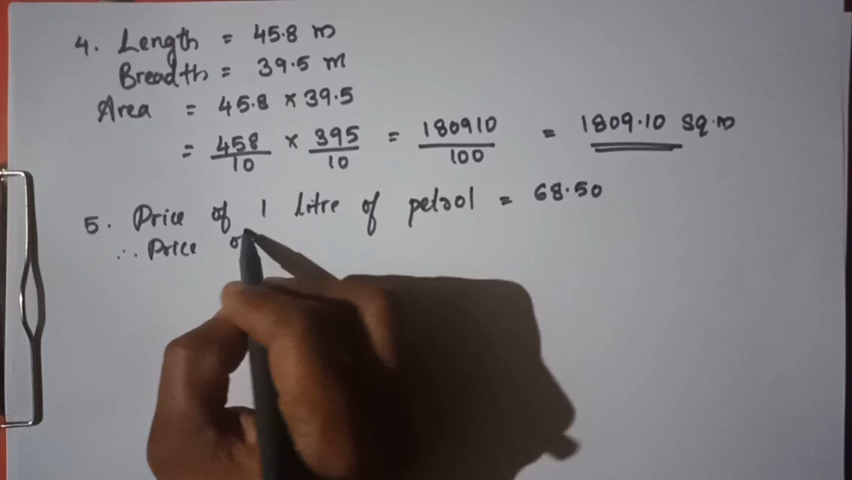 4. Length = 45.8 m
Breadth = 39.5 m
Area = 45.8 × 39.5
= 458/10 × 395/10 = 180910/100 = 1809.10 sq.m
5. Price of 1 litre of petrol = 68.50
∴ Price o